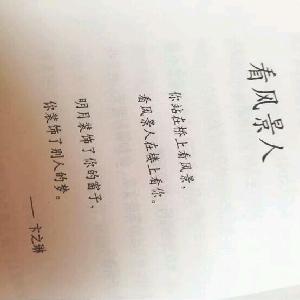 看风景人
你站在桥上看风景，
看风景人在楼上看你。
明月装饰了你的窗子，
你装饰了别人的梦。
——卞之琳